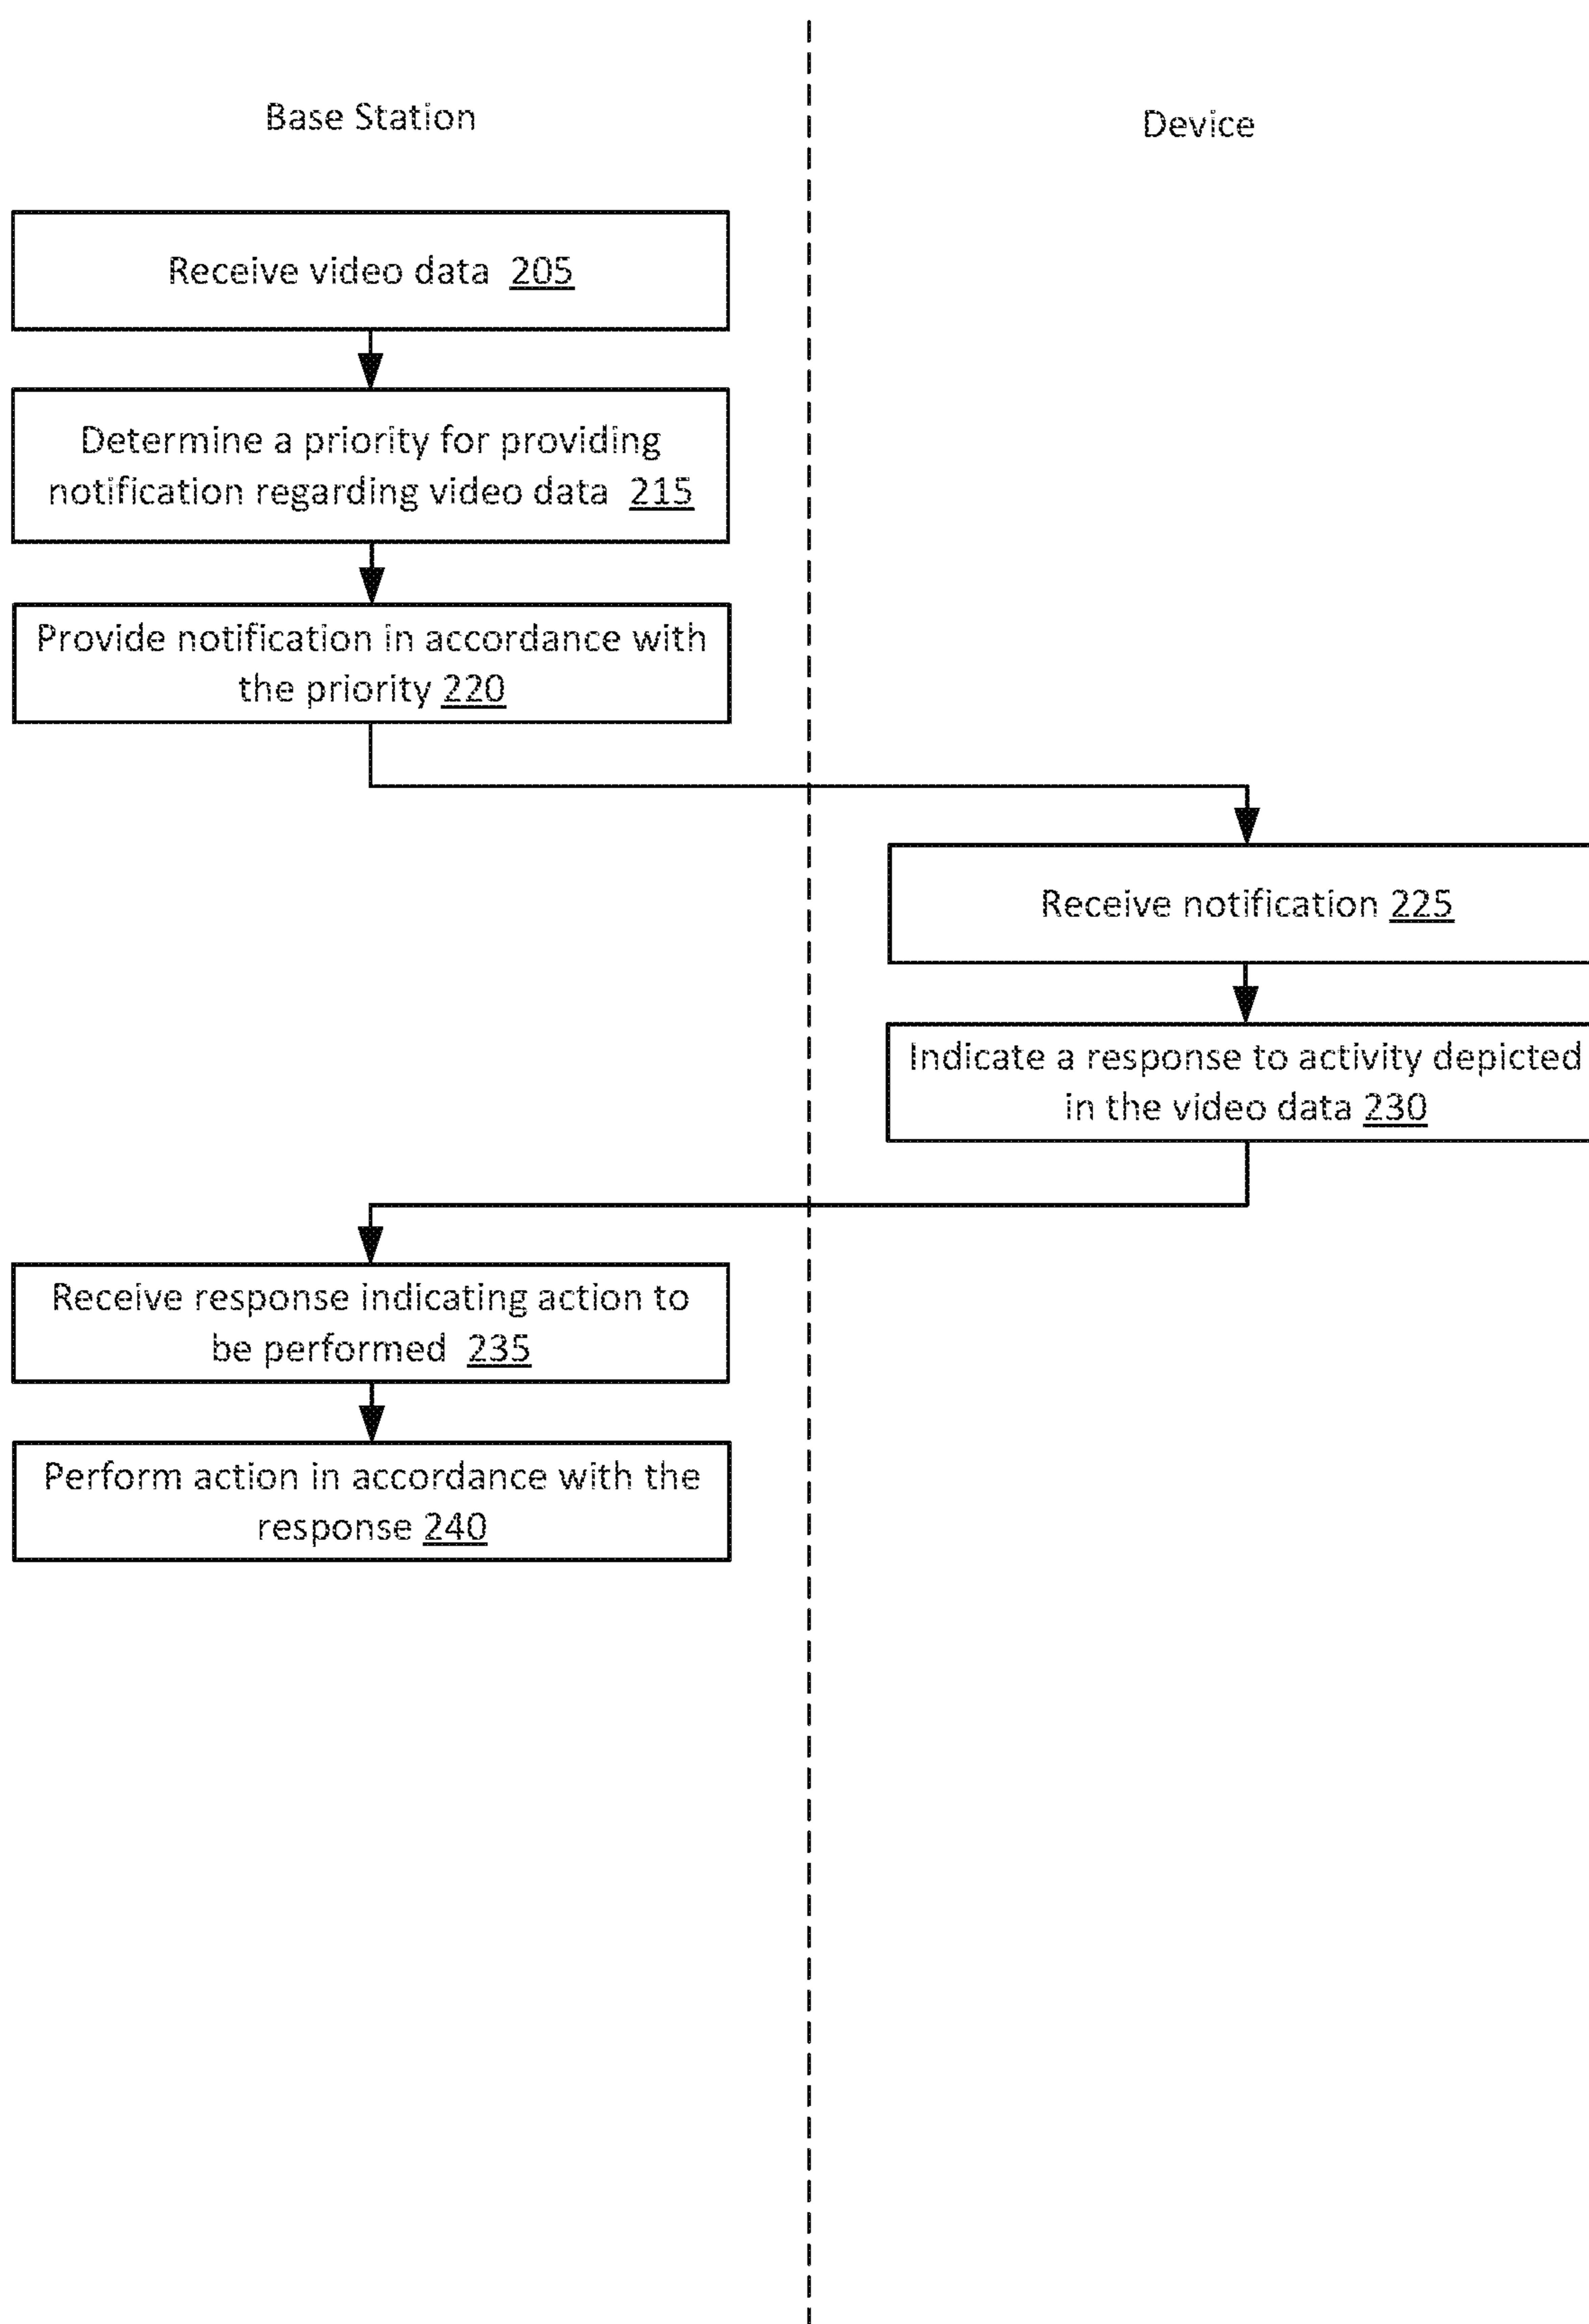 Base Station
Device
Receive video data 205
Determine a priority for providing
notification regarding video data 215
Provide notification in accordance with
the priority 220
Receive notification 225
Indicate a response to activity depicted
in the video data 230
Receive response indicating action to
be performed 235
Perform action in accordance with the
response 240